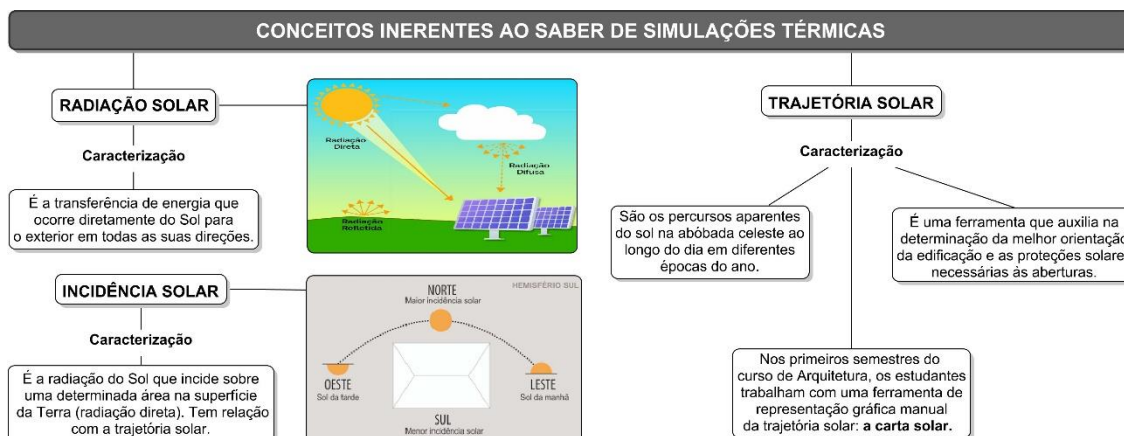 CONCEITOS INERENTES AO SABER DE SIMULAÇÕES TÉRMICAS
RADIAÇÃO SOLAR
Caracterização
É a transferência de energia que
ocorre diretamente do Sol para
o exterior em todas as suas direções.
Radiação
Direta
Radiação
Difusa
Radiação
Refletida
INCIDÊNCIA SOLAR
Caracterização
É a radiação do Sol que incide sobre
uma determinada área na superfície
da Terra (radiação direta). Tem relação
com a trajetória solar.
HEMISFÉRIO SUL
NORTE
Maior incidência solar
OESTE
Sol da tarde
LESTE
Sol da manhã
SUL
Menor incidência solar
TRAJETÓRIA SOLAR
Caracterização
São os percursos aparentes
do sol na abóbada celeste ao
longo do dia em diferentes
épocas do ano.
É uma ferramenta que auxilia na
determinação da melhor orientação
da edificação e as proteções solare
necessárias às aberturas.
Nos primeiros semestres do
curso de Arquitetura, os estudantes
trabalham com uma ferramenta de
representação gráfica manual
da trajetória solar: a carta solar.